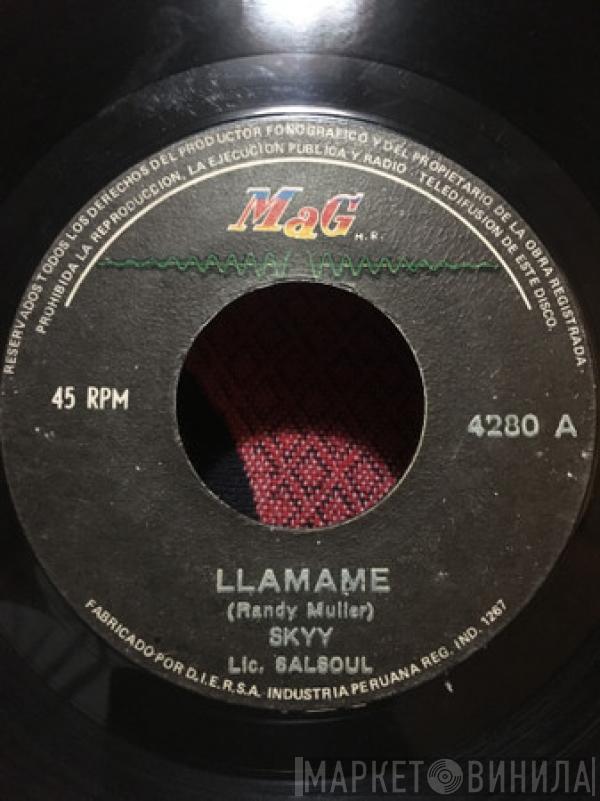 RESERVADOS TODOS LOS DERECHOS DEL PRODUCTOR FONOGRAFICO Y DEL PROPIETARIO DE LA OBRA REGISTRADA
PROHIBIDA LA REPRODUCCION, LA EJECUCION PUBLICA Y RADIO - TELEDIFUSION DE ESTE DISCO.
MaG M.R.
45 RPM
4280 A
LLAMAME
(Randy Muller)
SKYY
Lic. SALSOUL
FABRICADO POR D.I.E.R.S.A. INDUSTRIA PERUANA REG. IND. 1267
МАРКЕТ ВИНИЛА